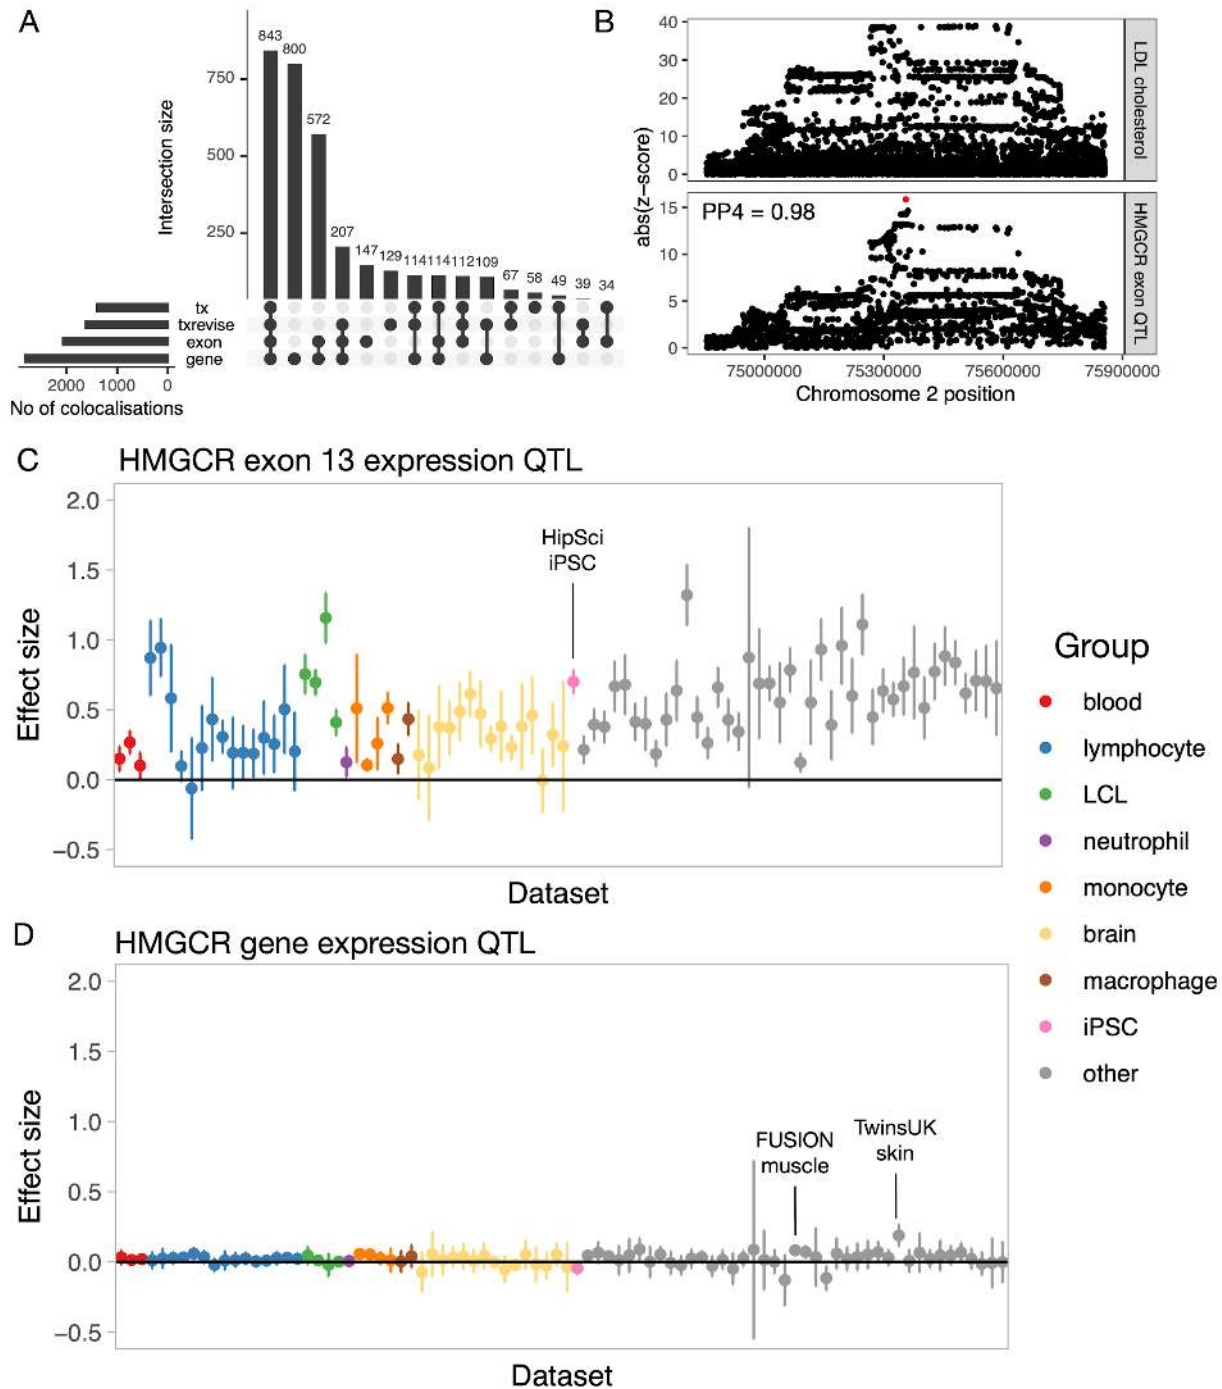 A
843 800
572
207
147
129
114
114
112
109
67
58
49
39
34
750
500
250
Intersection size
tx
txrevise
exon
gene
2000 1000 0
No of colocalisations
B
40
30
20
10
0
LDL cholesterol
abs(z−score)
PP4 = 0.98
15
10
5
0
HMGCR exon QTL
75000000 75300000 75600000 75900000
Chromosome 2 position
C
HMGCR exon 13 expression QTL
2.0
1.5
1.0
0.5
0.0
−0.5
Effect size
HipSci
iPSC
Dataset
Group
blood
lymphocyte
LCL
neutrophil
monocyte
brain
macrophage
iPSC
other
D
HMGCR gene expression QTL
2.0
1.5
1.0
0.5
0.0
−0.5
Effect size
FUSION
muscle
TwinsUK
skin
Dataset